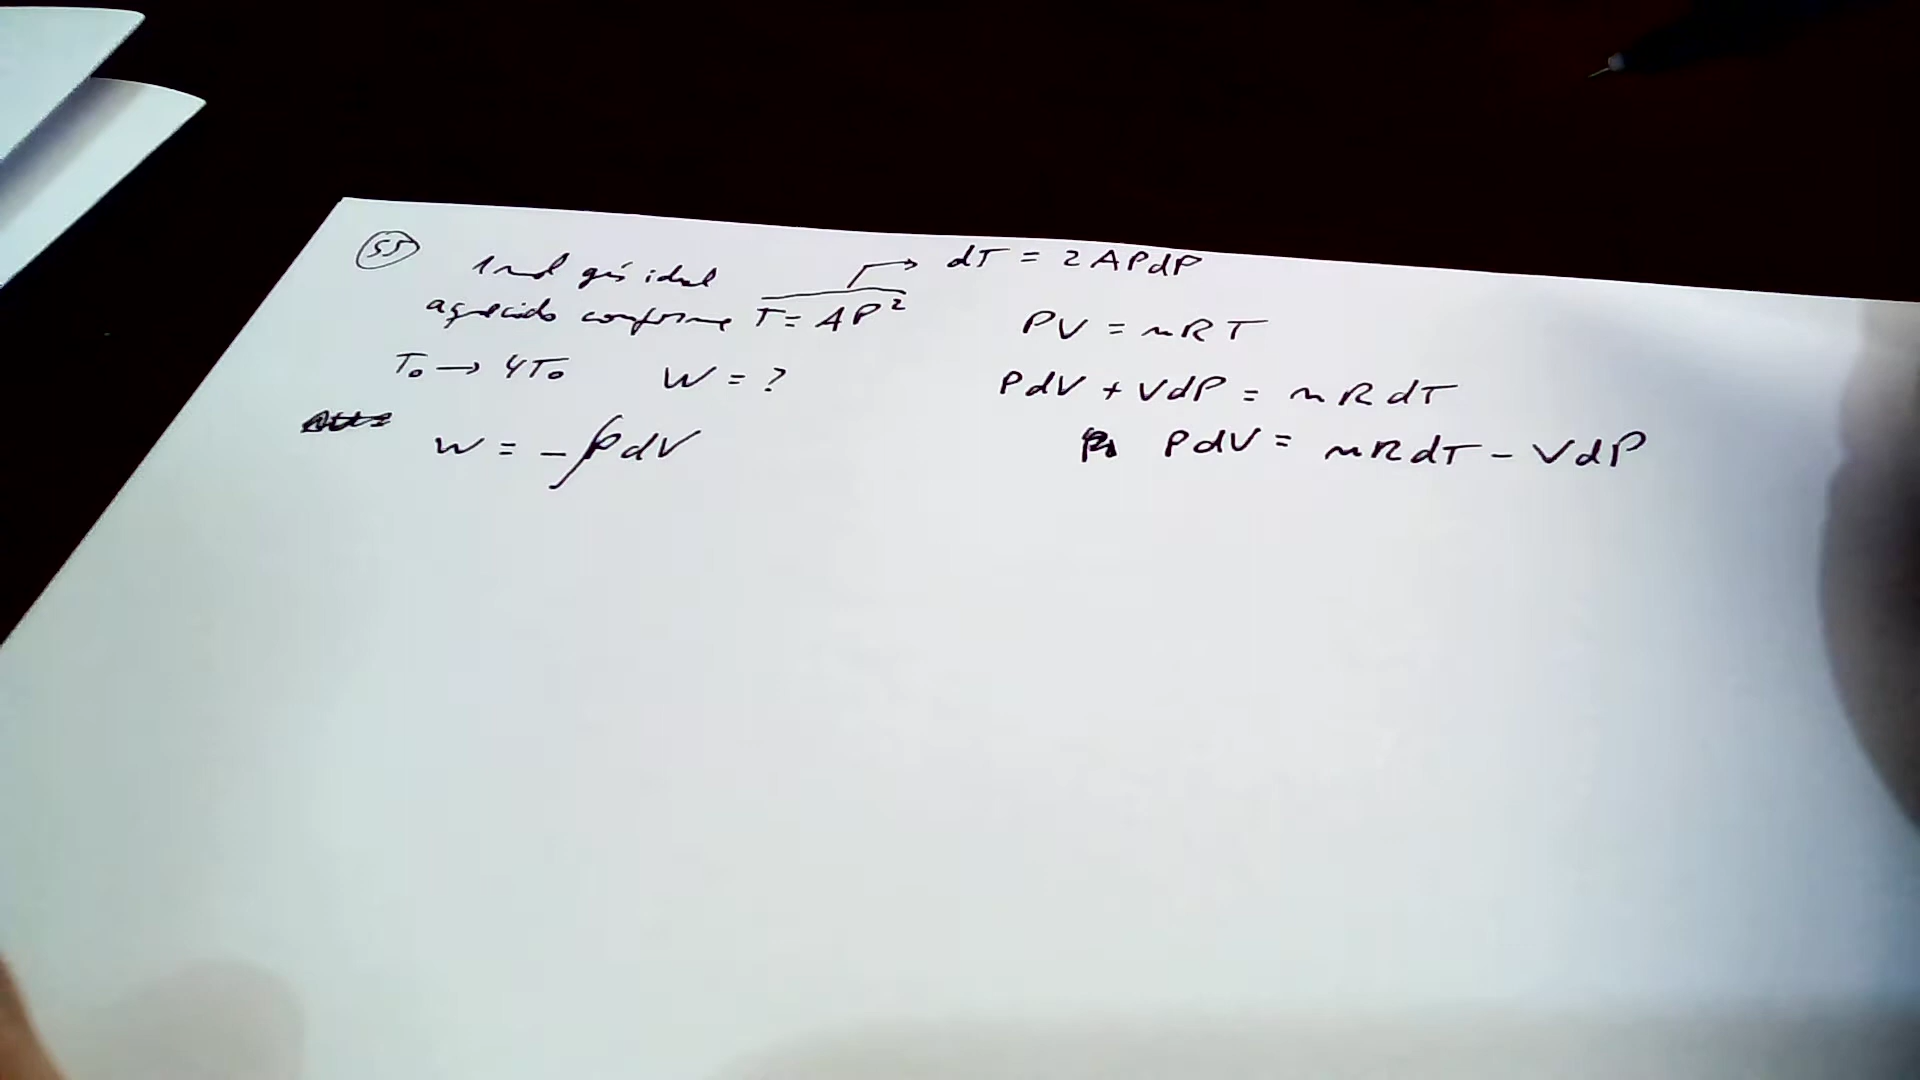 55 1 mol gás ideal
aquecido conforme T = AP²
T₀ → 4T₀ W = ?
W = -∫PdV
→ dT = 2APdP
PV = nRT
PdV + VdP = nRdT
PdV = nRdT - VdP